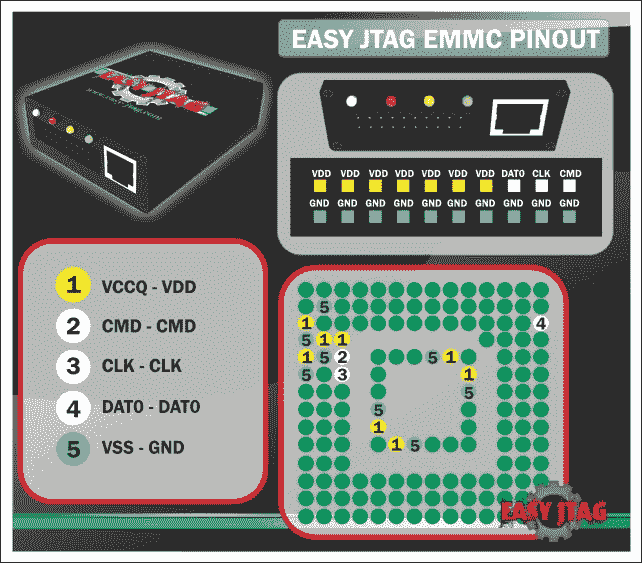 EASY JTAG EMMC PINOUT
EASY JTAG
VDD VDD VDD VDD VDD VDD VDD DAT0 CLK CMD
GND GND GND GND GND GND GND GND GND GND
1 VCCQ - VDD
2 CMD - CMD
3 CLK - CLK
4 DAT0 - DAT0
5 VSS - GND
5
1 4
5 1 1
1 5 2 5 1
5 3 1
5
5
1
1 5
EASY JTAG